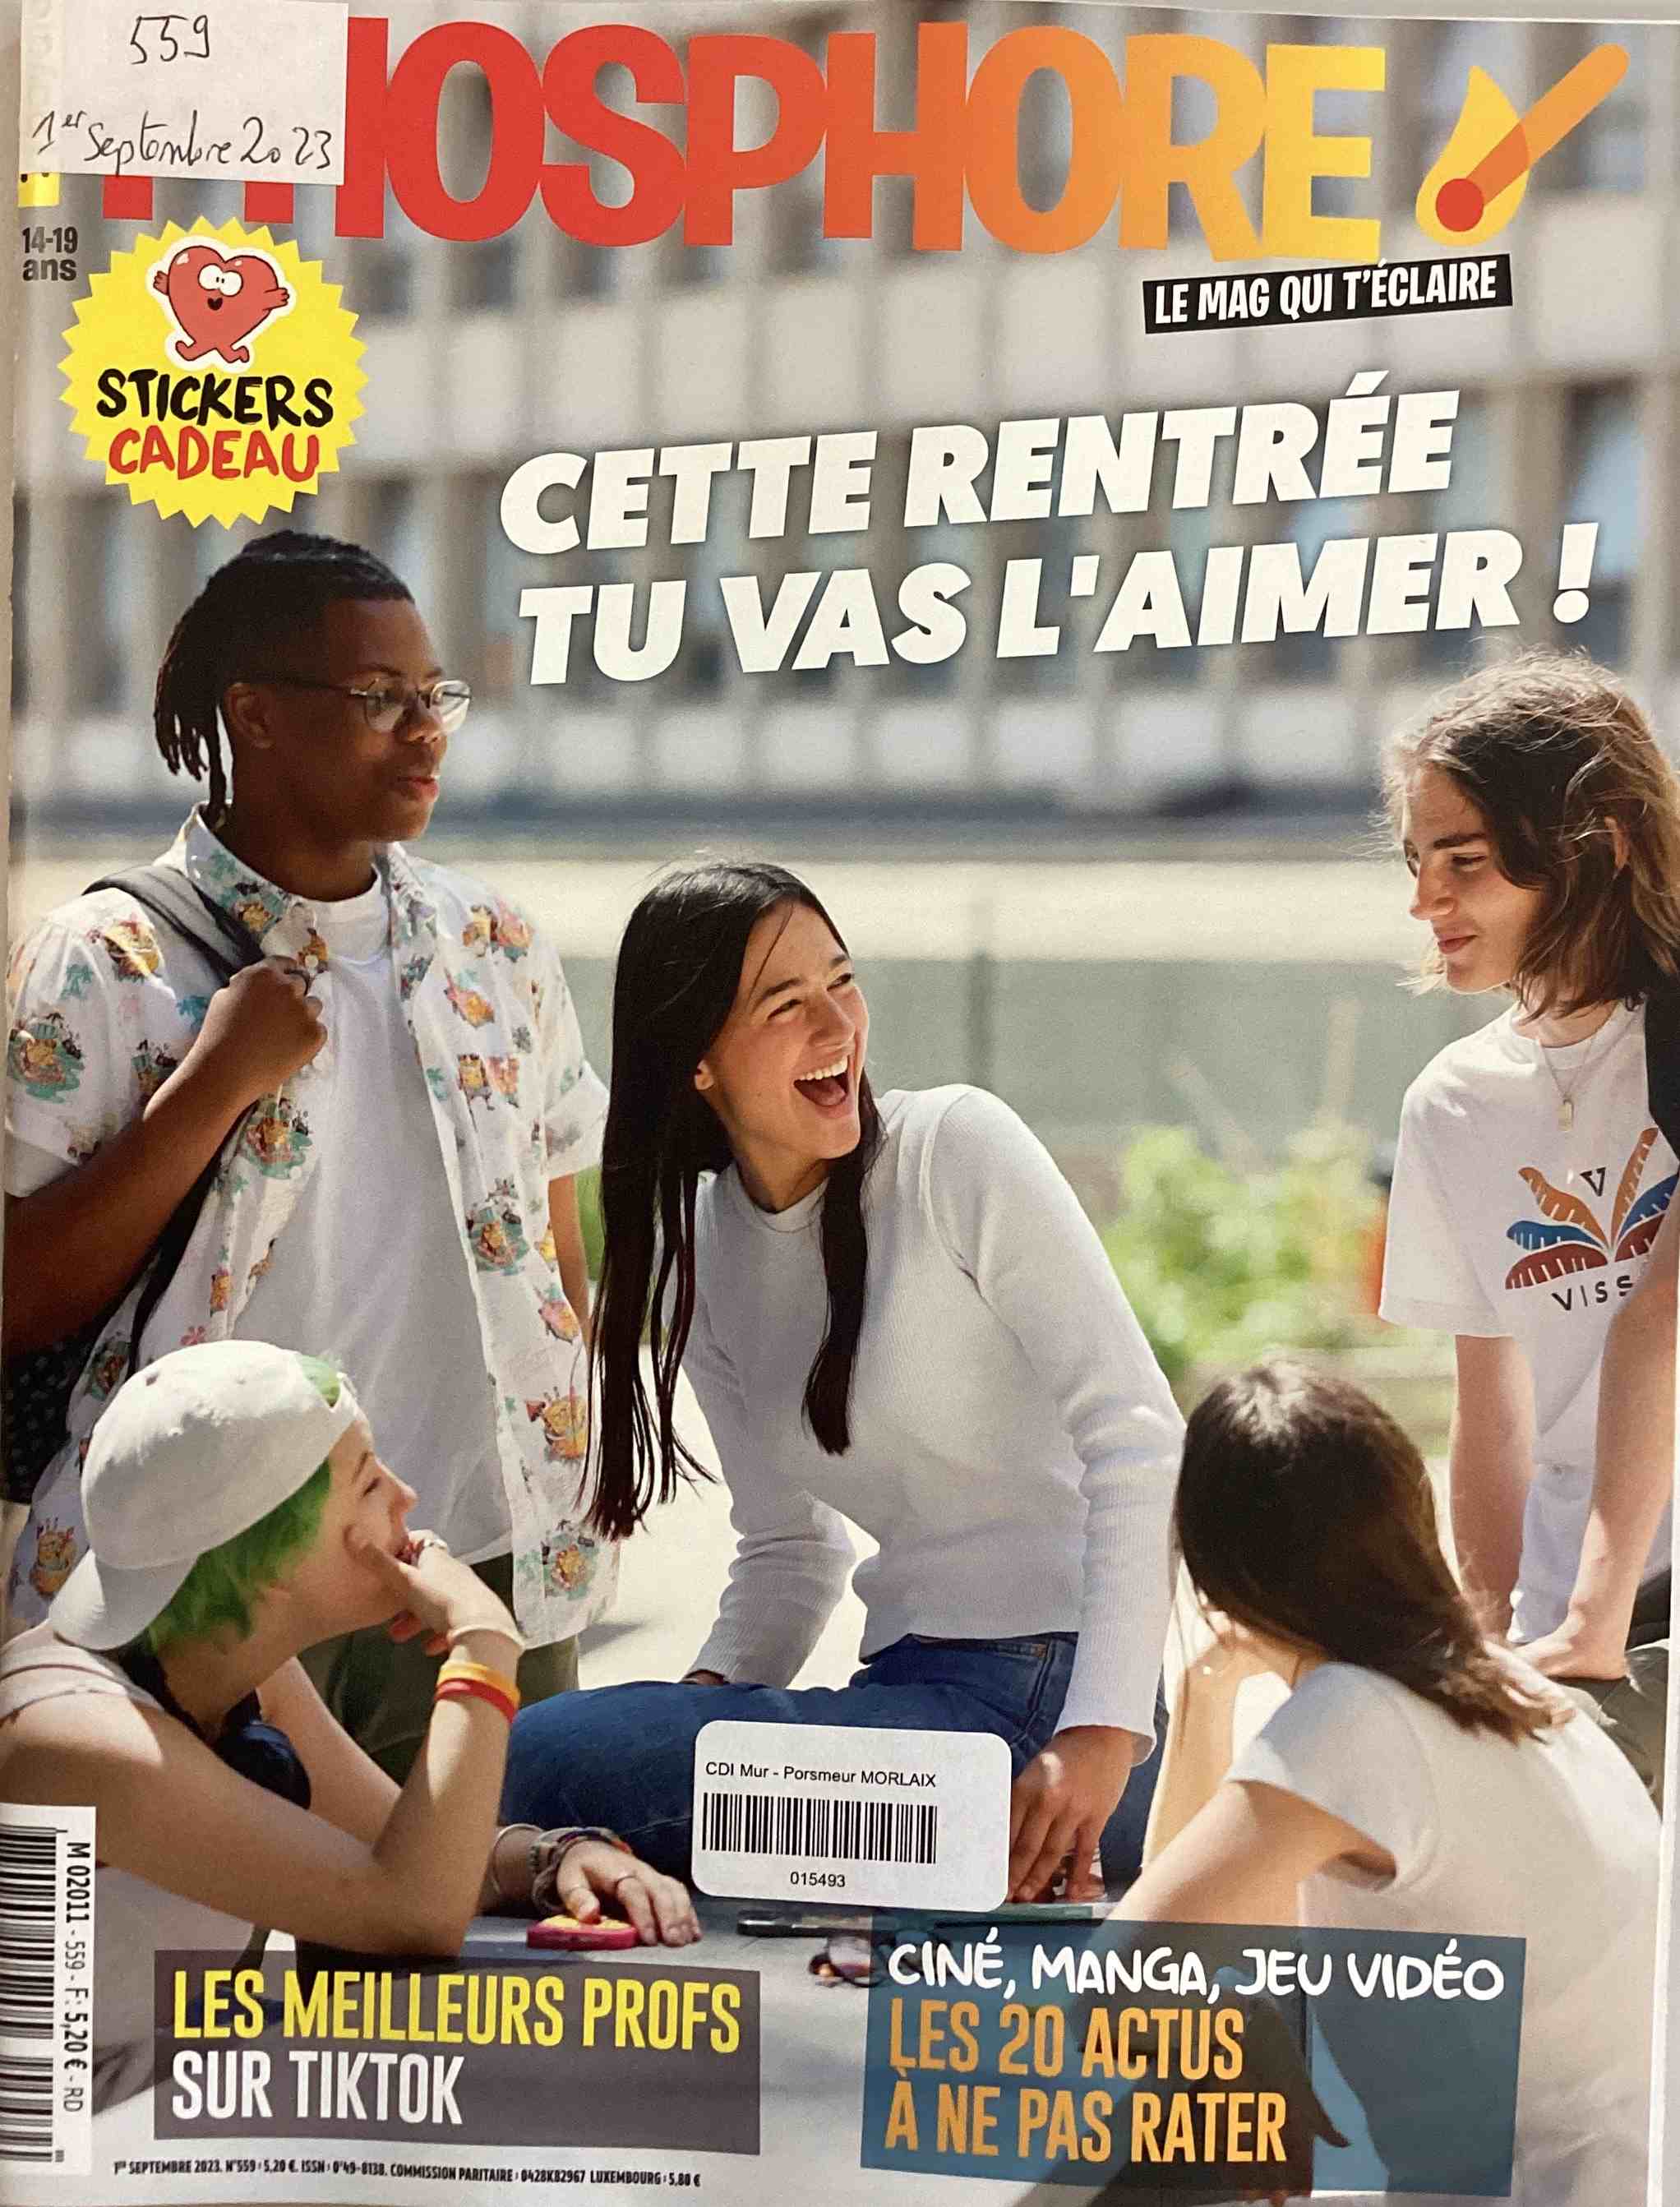 559
1er Septembre 2023
PHOSPHORE
14-19
ans
LE MAG QUI T'ÉCLAIRE
STICKERS
CADEAU
CETTE RENTRÉE
TU VAS L'AIMER !
V
VISS
CDI Mur - Porsmeur MORLAIX
015493
M 02011 - 559 - F: 5,20 € - RD
LES MEILLEURS PROFS
SUR TIKTOK
CINÉ, MANGA, JEU VIDÉO
LES 20 ACTUS
À NE PAS RATER
1ER SEPTEMBRE 2023. N°559 : 5,20 €. ISSN : 0249-0138. COMMISSION PARITAIRE : 0428K82967 LUXEMBOURG : 5,80 €